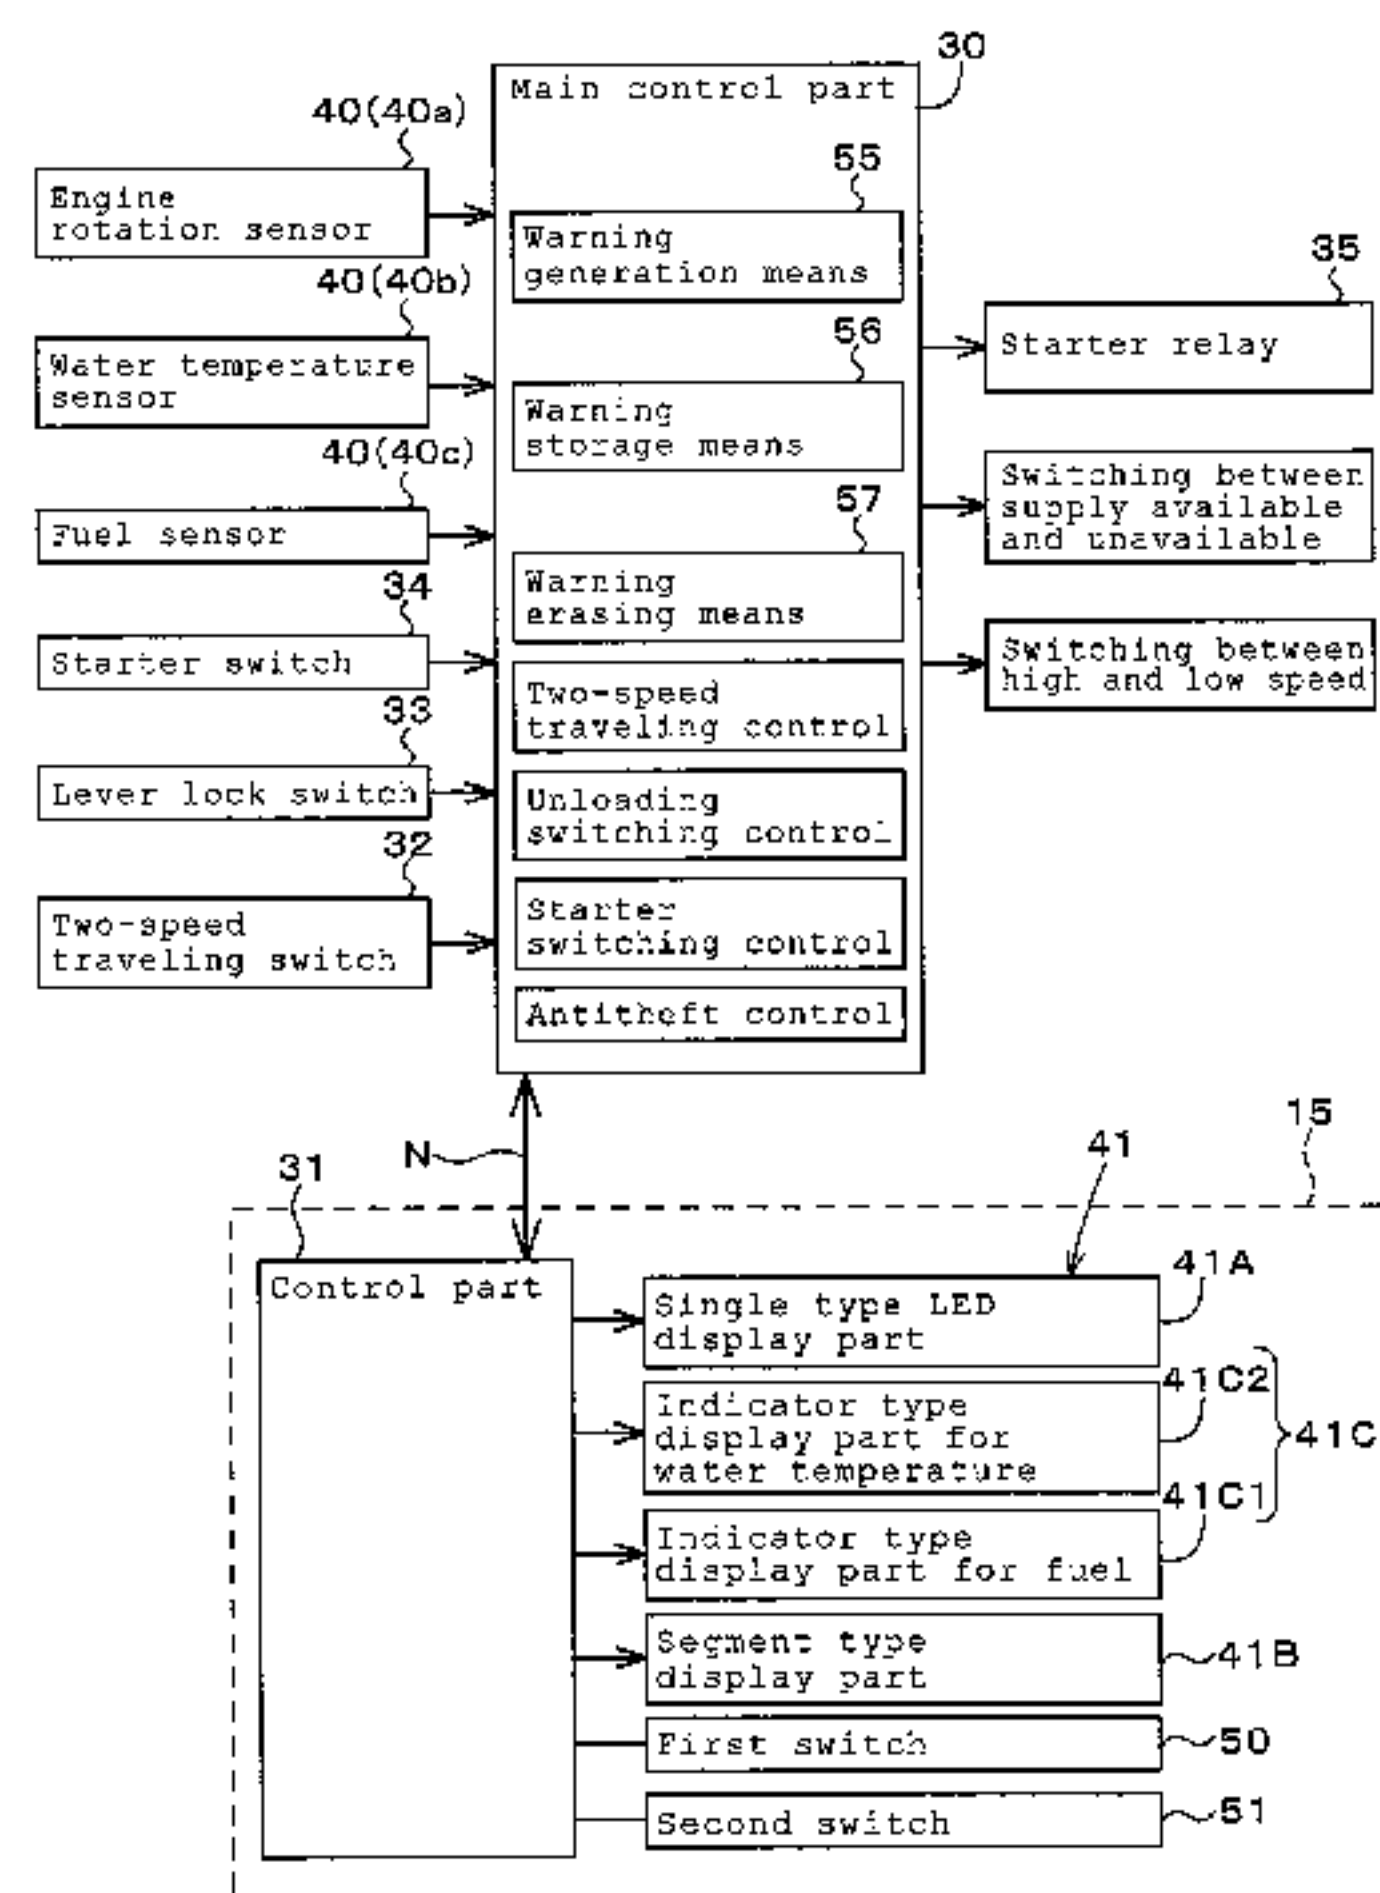 30
Main control part
40(40a)
Engine
rotation sensor
55
Warning
generation means
40(40b)
Water temperature
sensor
35
Starter relay
56
Warning
storage means
40(40c)
Fuel sensor
Switching between
supply available
and unavailable
57
Warning
erasing means
34
Starter switch
Switching between
high and low speed
Two-speed
traveling control
33
Lever lock switch
Unloading
switching control
32
Two-speed
traveling switch
Starter
switching control
Antitheft control
N
15
31
Control part
41
Single type LED
display part
41A
Indicator type
display part for
water temperature
41C2
41C
Indicator type
display part for fuel
41C1
Segment type
display part
41B
First switch
50
Second switch
51